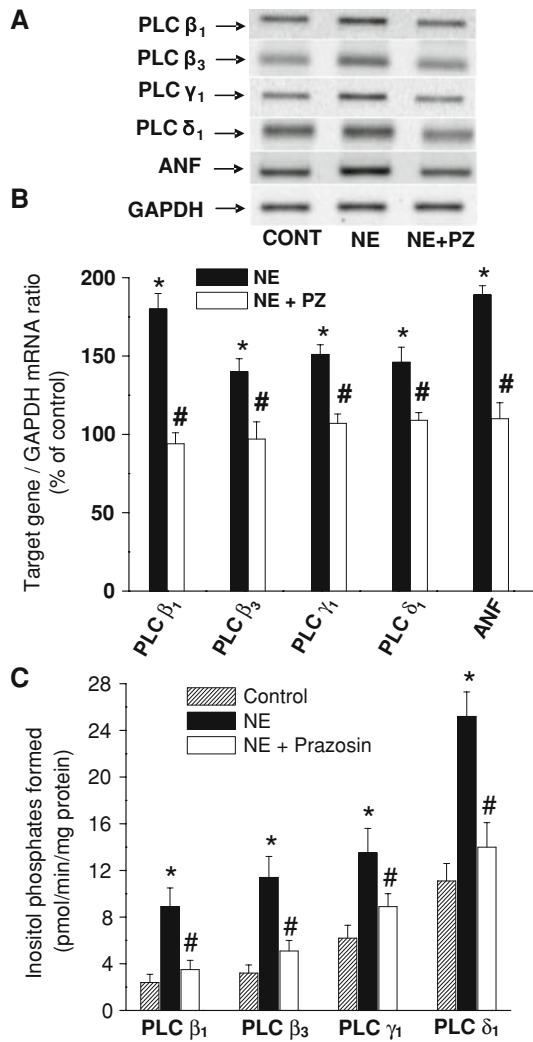 A
PLC β1
PLC β3
PLC γ1
PLC δ1
ANF
GAPDH
CONT NE NE+PZ
B
Target gene / GAPDH mRNA ratio
(% of control)
200
150
100
50
0
NE
NE + PZ
* # * # * # * # * #
PLC β1 PLC β3 PLC γ1 PLC δ1 ANF
C
Inositol phosphates formed
(pmol/min/mg protein)
28
24
20
16
12
8
4
0
Control
NE
NE + Prazosin
* # * # * # * #
PLC β1 PLC β3 PLC γ1 PLC δ1